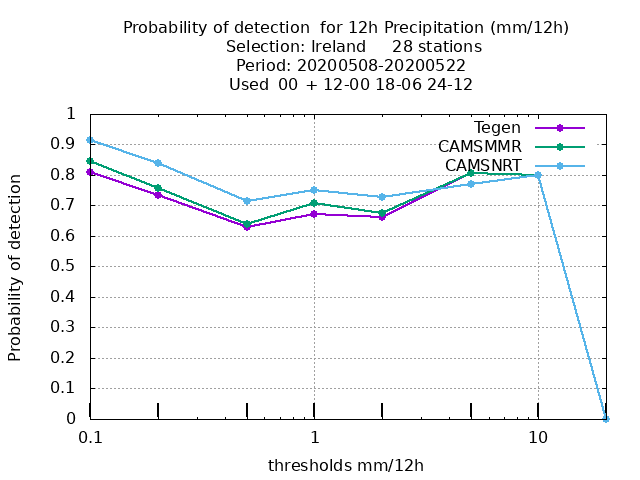 Probability of detection  for 12h Precipitation (mm/12h)
Selection: Ireland     28 stations
Period: 20200508-20200522
Used  00  + 12-00 18-06 24-12
Tegen
CAMSMMR
CAMSNRT
Probability of detection
1
0.9
0.8
0.7
0.6
0.5
0.4
0.3
0.2
0.1
0
0.1 1 10
thresholds mm/12h